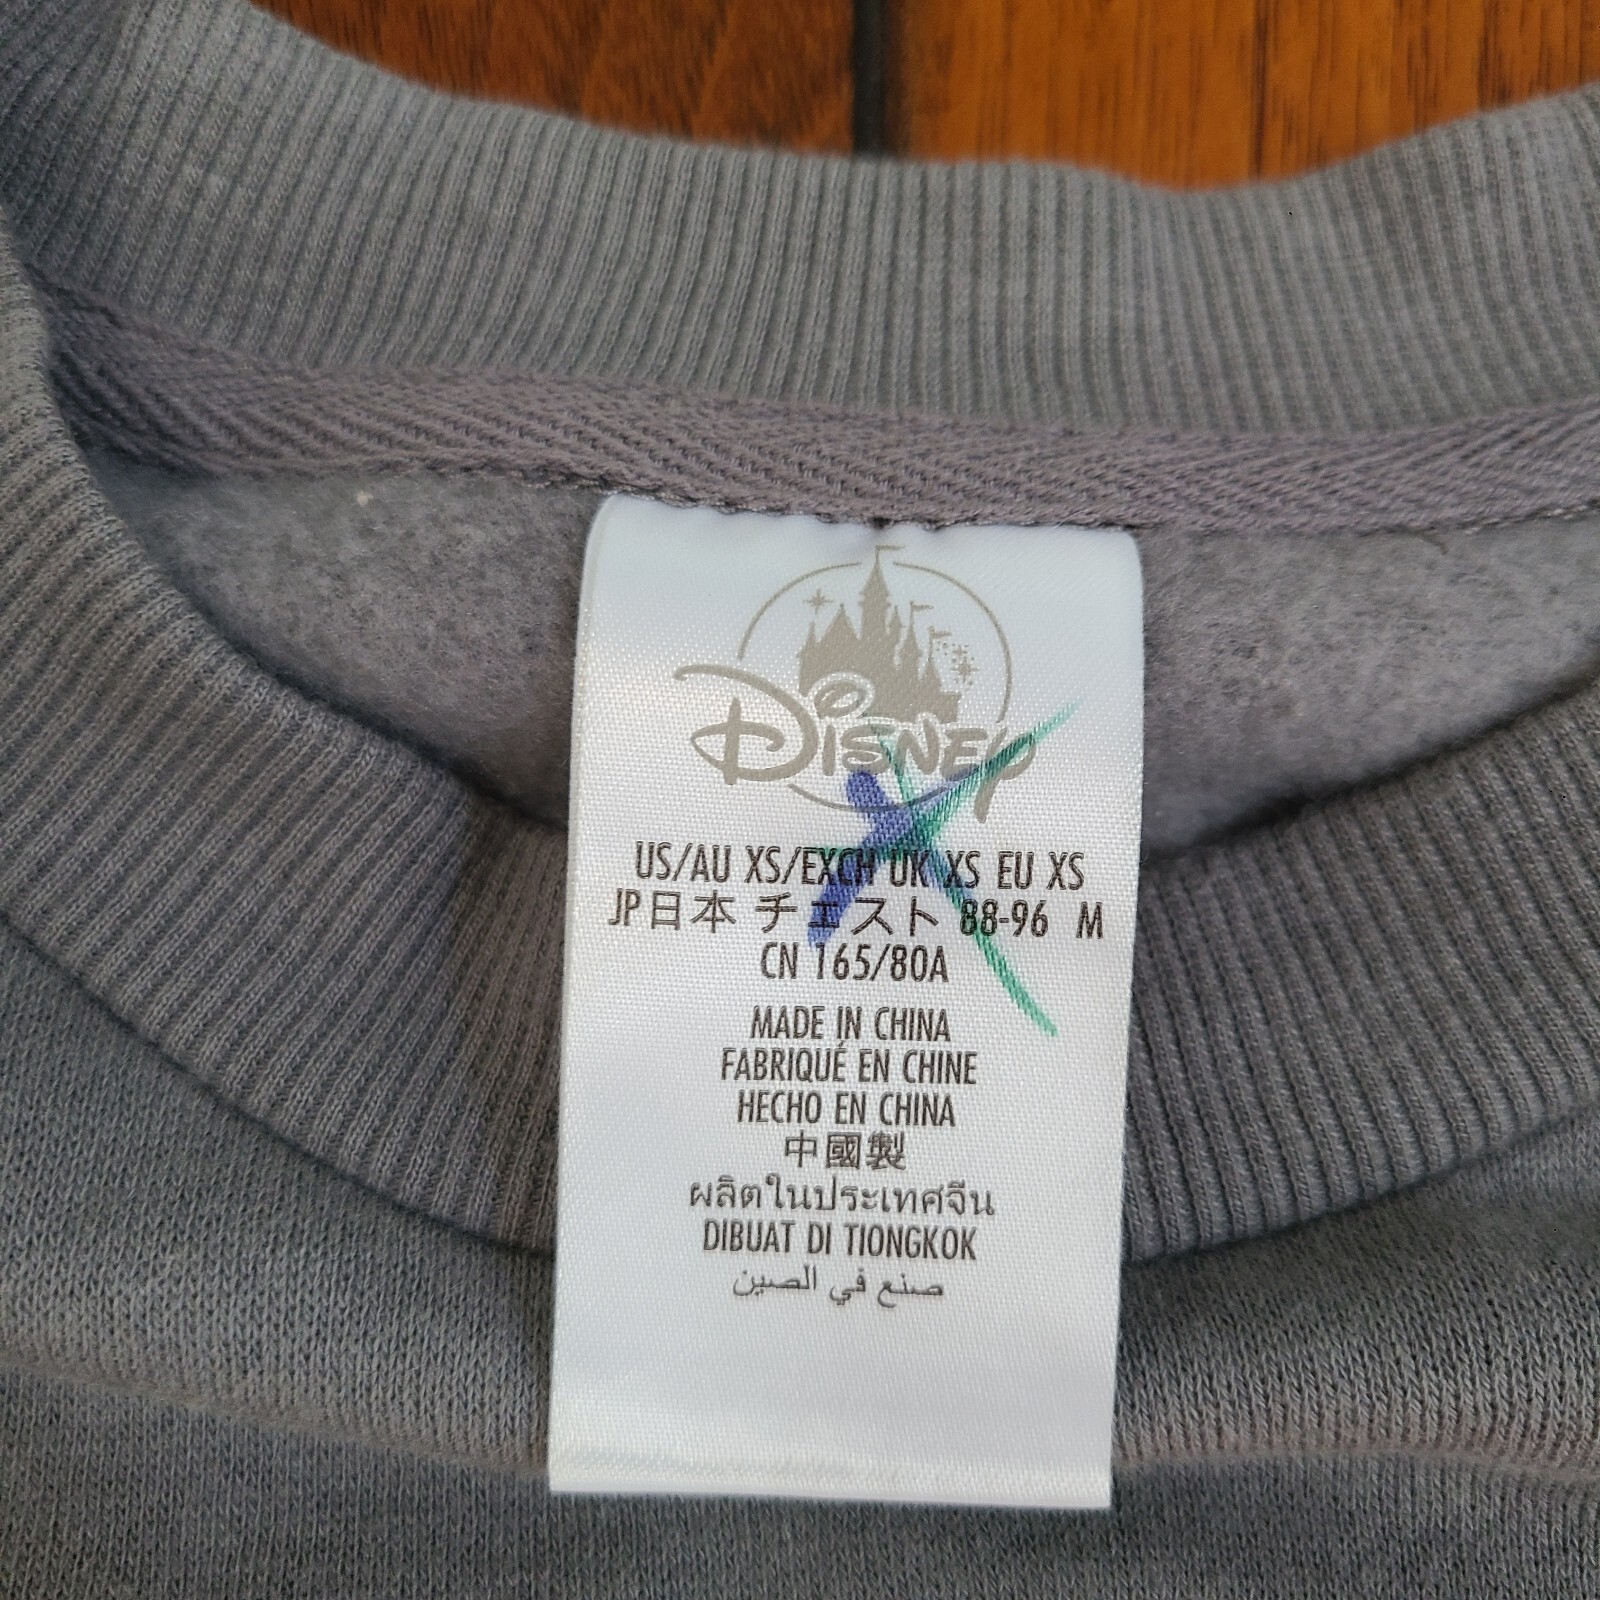 Disney
US/AU XS/EXCH UK XS EU XS
JP日本 チェスト 88-96 M
CN 165/80A
MADE IN CHINA
FABRIQUÉ EN CHINE
HECHO EN CHINA
中國製
ผลิตในประเทศจีน
DIBUAT DI TIONGKOK
صنع في الصين